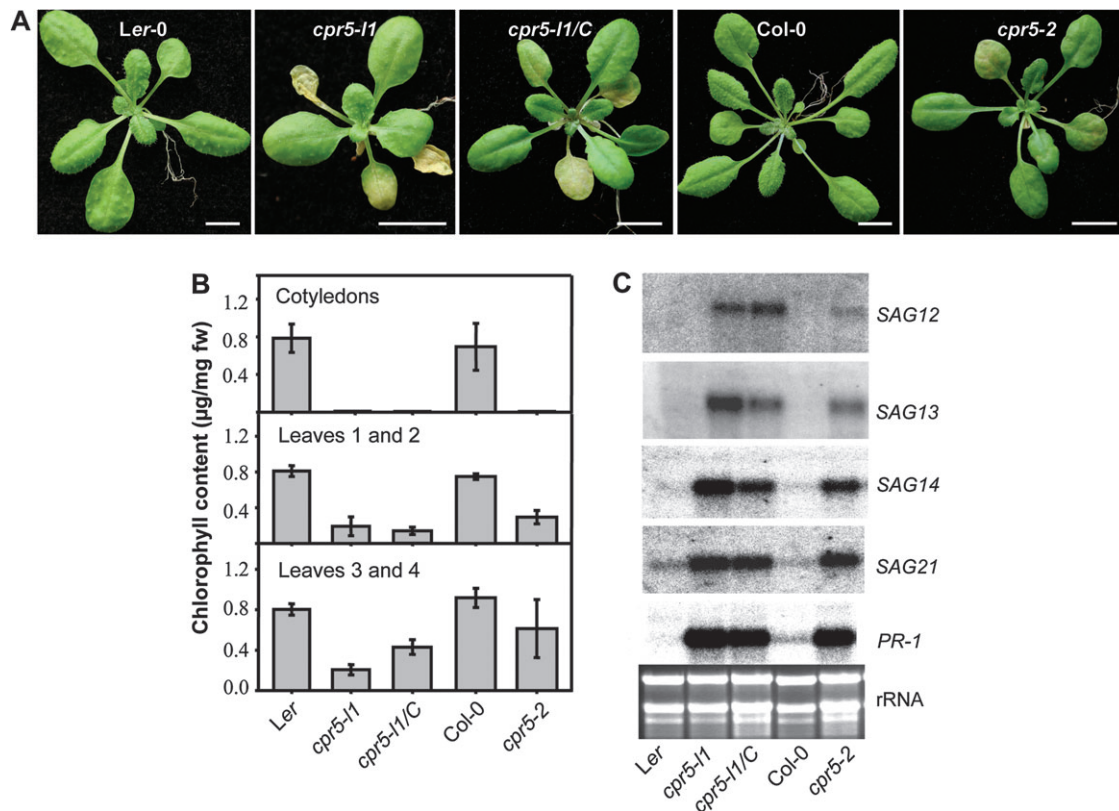 A
Ler-0
cpr5-l1
cpr5-l1/C
Col-0
cpr5-2
B
Chlorophyll content (µg/mg fw)
Cotyledons
1.2
0.8
0.4
Leaves 1 and 2
1.2
0.8
0.4
Leaves 3 and 4
1.2
0.8
0.4
0.0
Ler
cpr5-l1
cpr5-l1/C
Col-0
cpr5-2
C
SAG12
SAG13
SAG14
SAG21
PR-1
rRNA
Ler
cpr5-l1
cpr5-l1/C
Col-0
cpr5-2